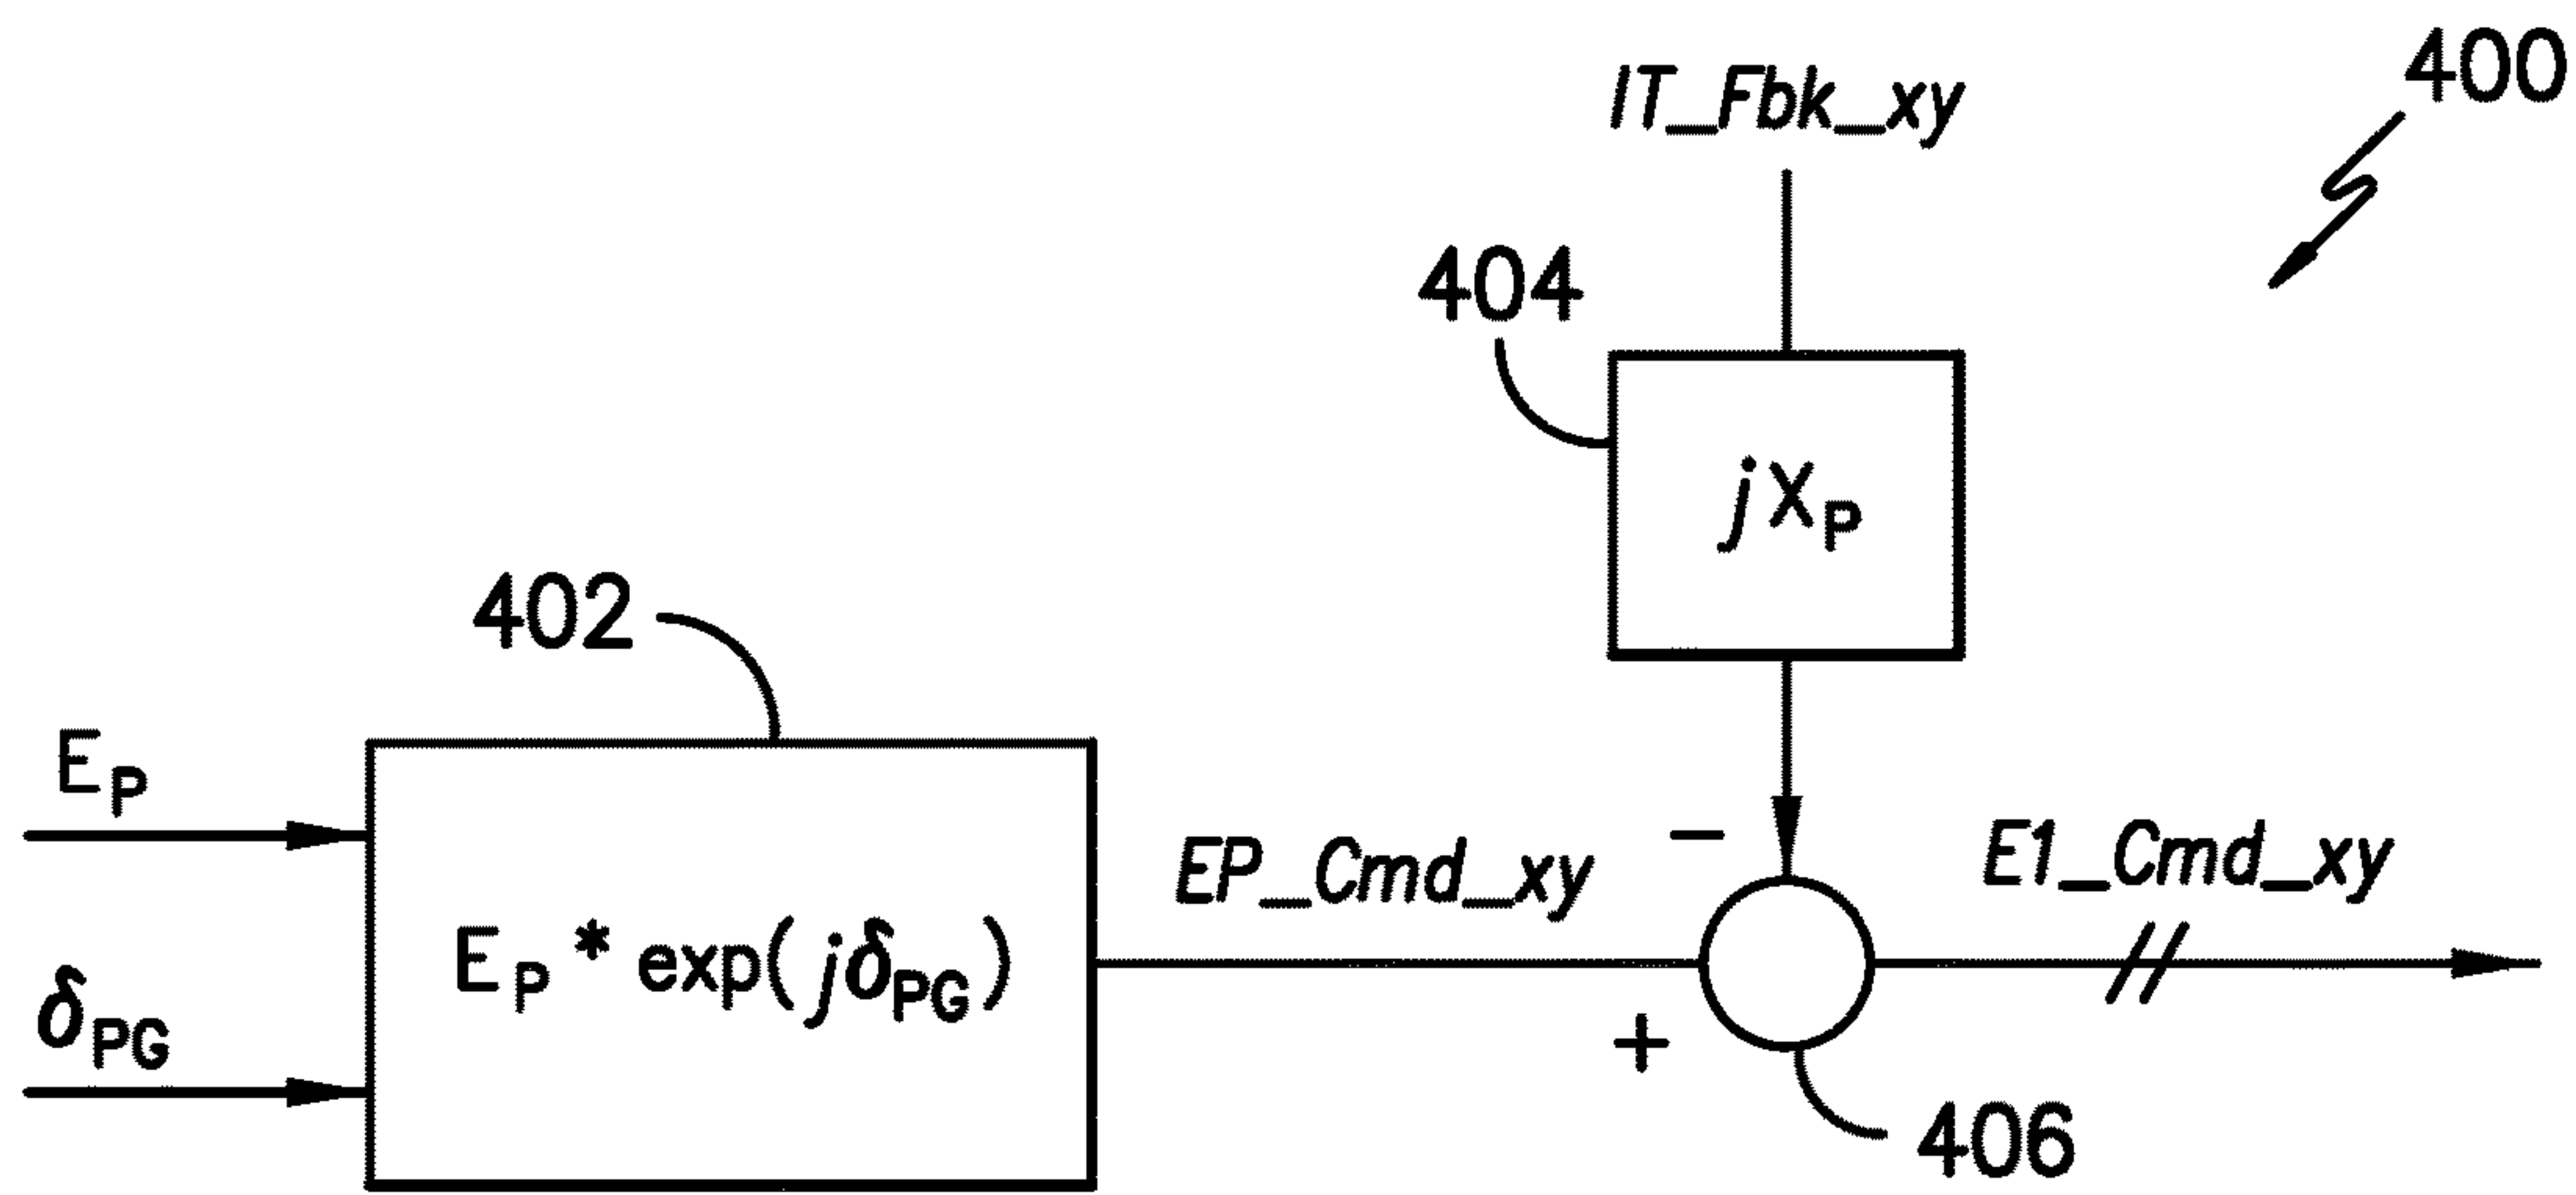 400
IT_Fbk_xy
404
jX_P
402
E_P
E_P * exp(jδ_PG)
δ_PG
EP_Cmd_xy
−
+
E1_Cmd_xy
406